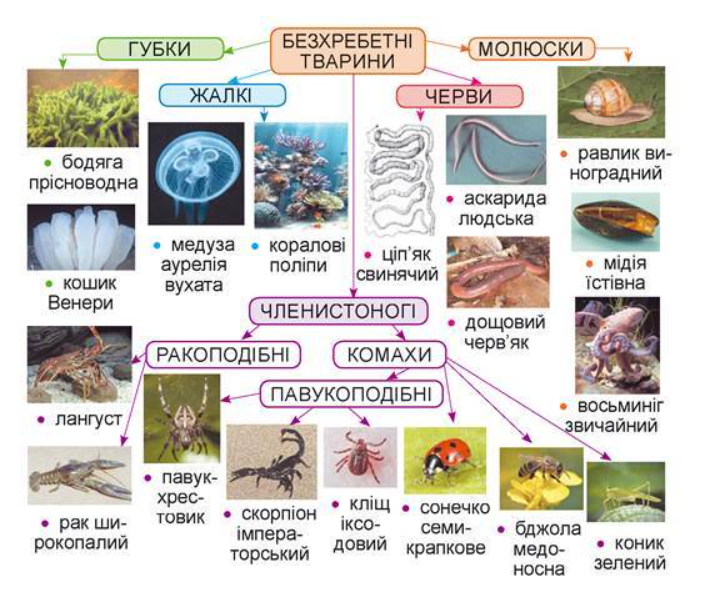 БЕЗХРЕБЕТНІ
ТВАРИНИ
ГУБКИ
• бодяга
прісноводна
• кошик
Венери
ЖАЛКІ
• медуза
аурелія
вухата
• коралові
поліпи
ЧЕРВИ
• ціп’як
свинячий
• аскарида
людська
• дощовий
черв’як
МОЛЮСКИ
• равлик ви-
ноградний
• мідія
їстівна
• восьминіг
звичайний
ЧЛЕНИСТОНОГІ
РАКОПОДІБНІ
• лангуст
• рак ши-
рокопалий
ПАВУКОПОДІБНІ
• павук-
хрес-
товик
• скорпіон
імпера-
торський
• кліщ
іксо-
довий
КОМАХИ
• сонечко
семи-
крапкове
• бджола
медо-
носна
• коник
зелений